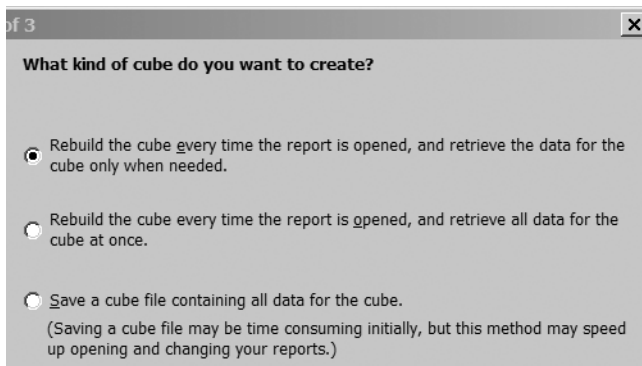 of 3
What kind of cube do you want to create?
Rebuild the cube every time the report is opened, and retrieve the data for the
cube only when needed.
Rebuild the cube every time the report is opened, and retrieve all data for the
cube at once.
Save a cube file containing all data for the cube.
(Saving a cube file may be time consuming initially, but this method may speed
up opening and changing your reports.)